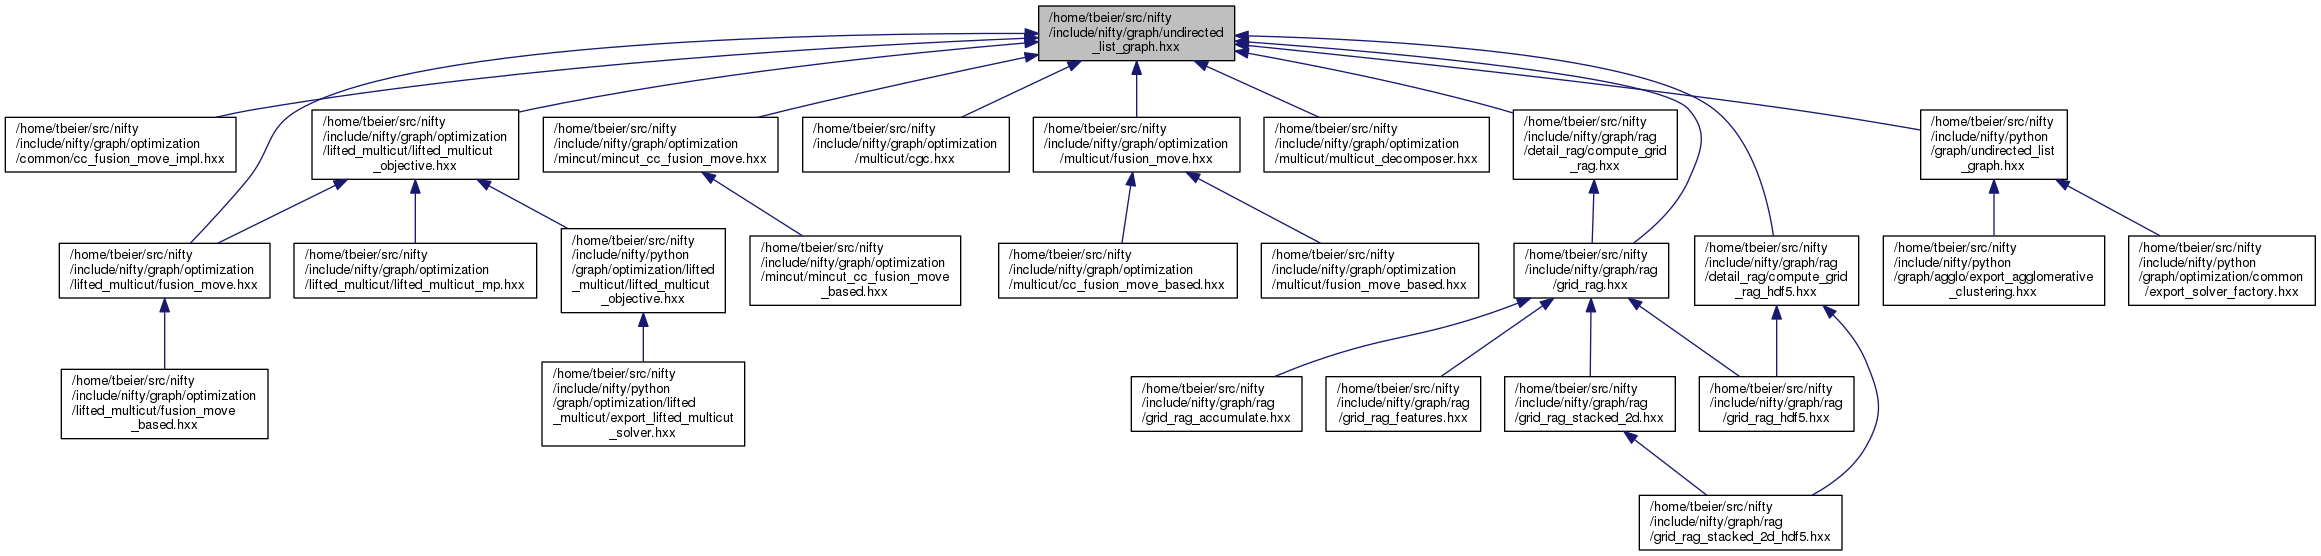 /home/tbeier/src/nifty
/include/nifty/graph/undirected
_list_graph.hxx
/home/tbeier/src/nifty
/include/nifty/graph/optimization
/common/cc_fusion_move_impl.hxx
/home/tbeier/src/nifty
/include/nifty/graph/optimization
/lifted_multicut/lifted_multicut
_objective.hxx
/home/tbeier/src/nifty
/include/nifty/graph/optimization
/mincut/mincut_cc_fusion_move.hxx
/home/tbeier/src/nifty
/include/nifty/graph/optimization
/multicut/cgc.hxx
/home/tbeier/src/nifty
/include/nifty/graph/optimization
/multicut/fusion_move.hxx
/home/tbeier/src/nifty
/include/nifty/graph/optimization
/multicut/multicut_decomposer.hxx
/home/tbeier/src/nifty
/include/nifty/graph/rag
/detail_rag/compute_grid
_rag.hxx
/home/tbeier/src/nifty
/include/nifty/python
/graph/undirected_list
_graph.hxx
/home/tbeier/src/nifty
/include/nifty/graph/optimization
/lifted_multicut/fusion_move.hxx
/home/tbeier/src/nifty
/include/nifty/graph/optimization
/lifted_multicut/lifted_multicut_mp.hxx
/home/tbeier/src/nifty
/include/nifty/python
/graph/optimization/lifted
_multicut/lifted_multicut
_objective.hxx
/home/tbeier/src/nifty
/include/nifty/graph/optimization
/mincut/mincut_cc_fusion_move
_based.hxx
/home/tbeier/src/nifty
/include/nifty/graph/optimization
/multicut/cc_fusion_move_based.hxx
/home/tbeier/src/nifty
/include/nifty/graph/optimization
/multicut/fusion_move_based.hxx
/home/tbeier/src/nifty
/include/nifty/graph/rag
/grid_rag.hxx
/home/tbeier/src/nifty
/include/nifty/graph/rag
/detail_rag/compute_grid
_rag_hdf5.hxx
/home/tbeier/src/nifty
/include/nifty/python
/graph/agglo/export_agglomerative
_clustering.hxx
/home/tbeier/src/nifty
/include/nifty/python
/graph/optimization/common
/export_solver_factory.hxx
/home/tbeier/src/nifty
/include/nifty/graph/optimization
/lifted_multicut/fusion_move
_based.hxx
/home/tbeier/src/nifty
/include/nifty/python
/graph/optimization/lifted
_multicut/export_lifted_multicut
_solver.hxx
/home/tbeier/src/nifty
/include/nifty/graph/rag
/grid_rag_accumulate.hxx
/home/tbeier/src/nifty
/include/nifty/graph/rag
/grid_rag_features.hxx
/home/tbeier/src/nifty
/include/nifty/graph/rag
/grid_rag_stacked_2d.hxx
/home/tbeier/src/nifty
/include/nifty/graph/rag
/grid_rag_hdf5.hxx
/home/tbeier/src/nifty
/include/nifty/graph/rag
/grid_rag_stacked_2d_hdf5.hxx